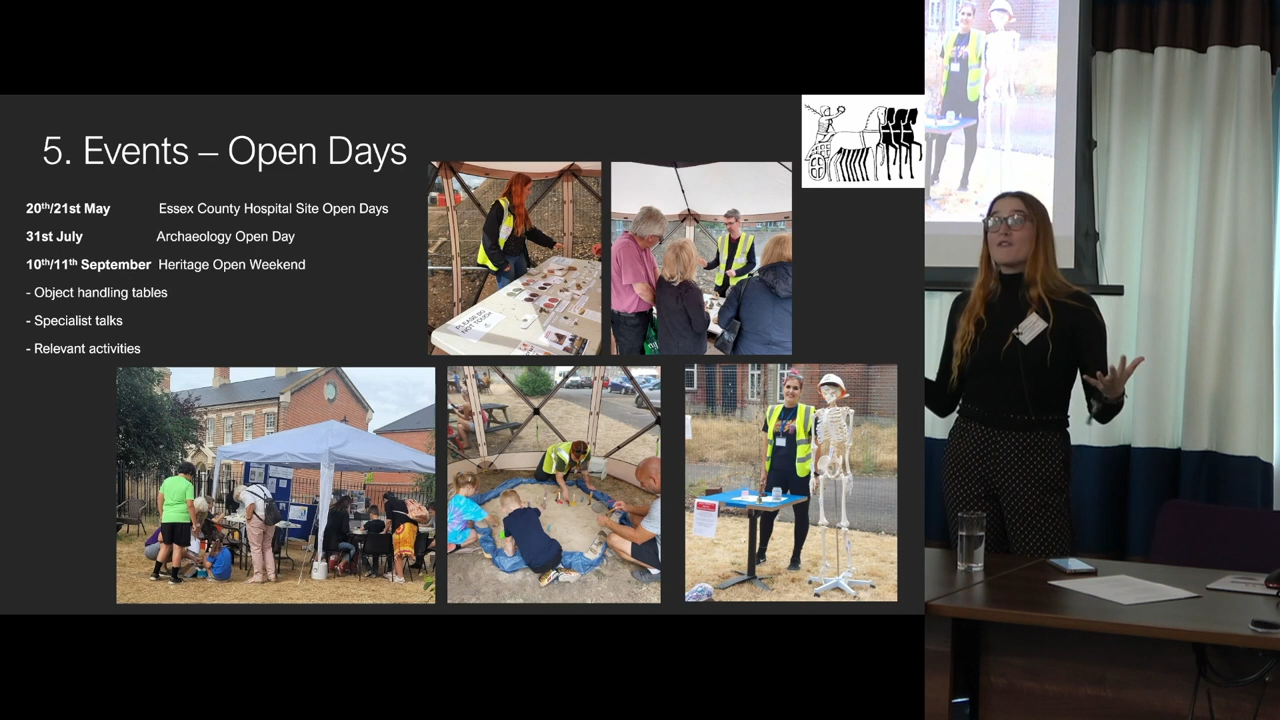 5. Events – Open Days
20th/21st May Essex County Hospital Site Open Days
31st July Archaeology Open Day
10th/11th September Heritage Open Weekend
- Object handling tables
- Specialist talks
- Relevant activities
PLEASE DO
NOT TOUCH